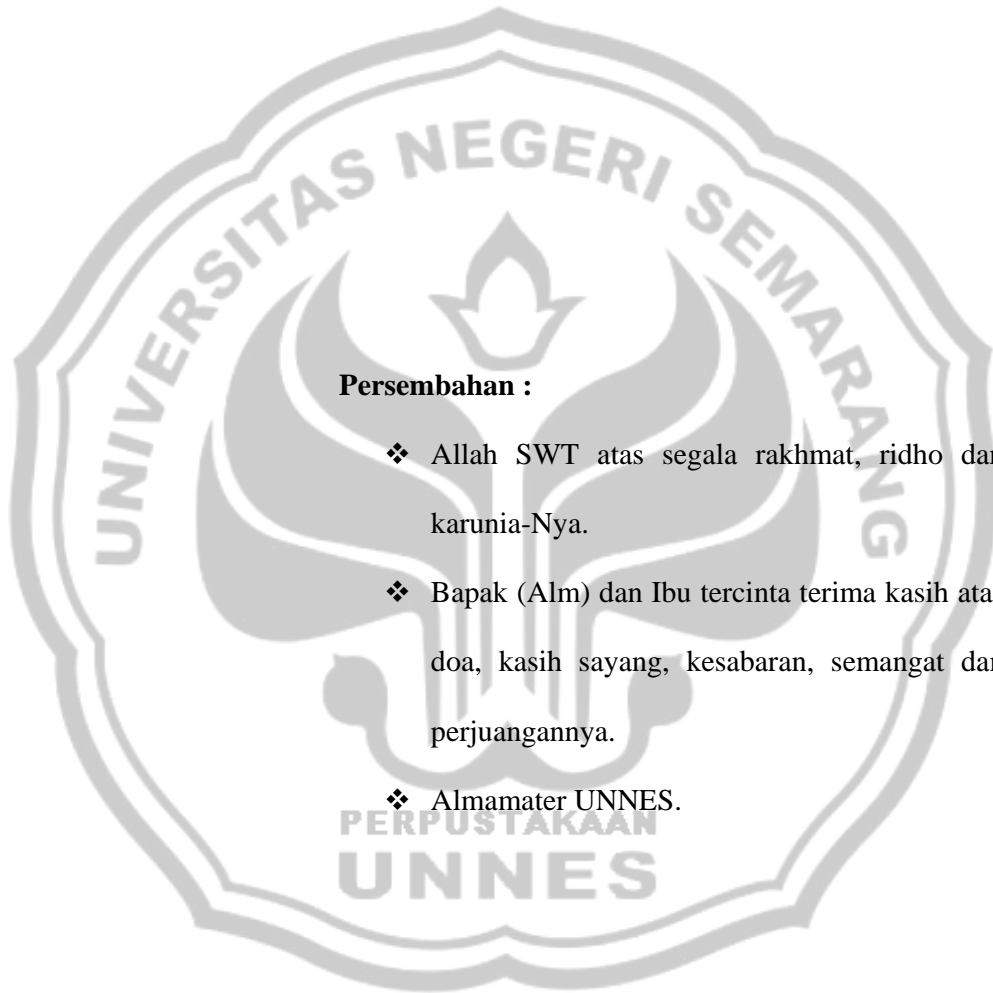 UNIVERSITAS NEGERI SEMARANG
Persembahan :
❖ Allah SWT atas segala rakhmat, ridho dan
karunia-Nya.
❖ Bapak (Alm) dan Ibu tercinta terima kasih ata
doa, kasih sayang, kesabaran, semangat dan
perjuangannya.
❖ Almamater UNNES.
PERPUSTAKAAN
UNNES